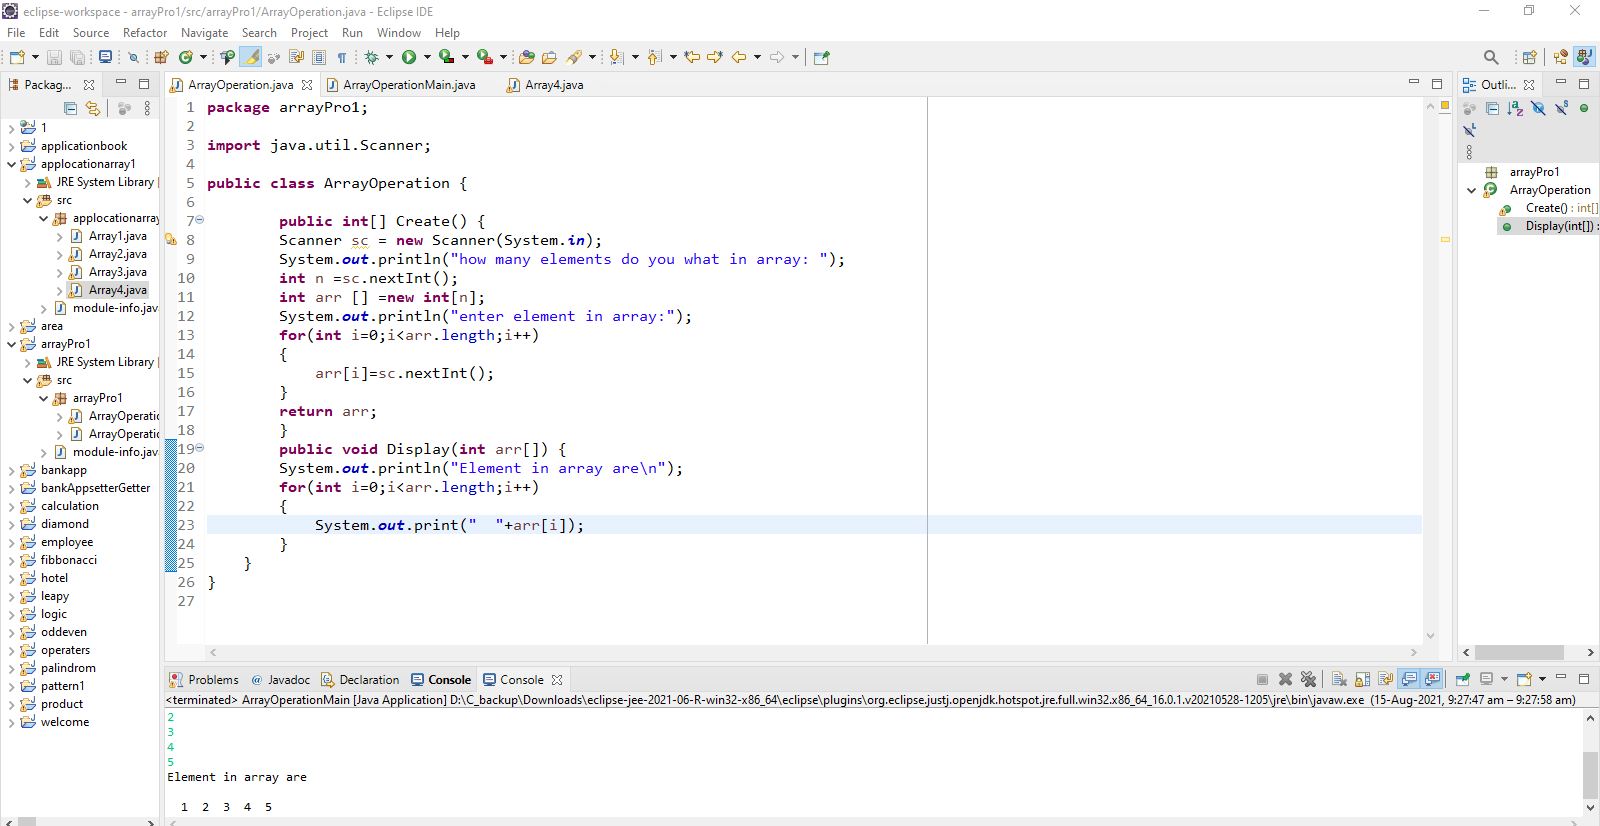 eclipse-workspace - arrayPro1/src/arrayPro1/ArrayOperation.java - Eclipse IDE
File Edit Source Refactor Navigate Search Project Run Window Help
Packag...
1
applicationbook
applocationarray1
JRE System Library [
src
applocationarray
Array1.java
Array2.java
Array3.java
Array4.java
module-info.java
area
arrayPro1
JRE System Library [
src
arrayPro1
ArrayOperatio
ArrayOperatio
module-info.java
bankapp
bankAppsetterGetter
calculation
diamond
employee
fibbonacci
hotel
leapy
logic
oddeven
operaters
palindrom
pattern1
product
welcome
ArrayOperation.java ArrayOperationMain.java Array4.java
1 package arrayPro1;
2
3 import java.util.Scanner;
4
5 public class ArrayOperation {
6
7 public int[] Create() {
8 Scanner sc = new Scanner(System.in);
9 System.out.println("how many elements do you what in array: ");
10 int n =sc.nextInt();
11 int arr [] =new int[n];
12 System.out.println("enter element in array:");
13 for(int i=0;i<arr.length;i++)
14 {
15 arr[i]=sc.nextInt();
16 }
17 return arr;
18 }
19 public void Display(int arr[]) {
20 System.out.println("Element in array are\n");
21 for(int i=0;i<arr.length;i++)
22 {
23 System.out.print("  "+arr[i]);
24 }
25 }
26 }
27
Outli...
arrayPro1
ArrayOperation
Create() : int[]
Display(int[]) :
Problems @ Javadoc Declaration Console Console
<terminated> ArrayOperationMain [Java Application] D:\C_backup\Downloads\eclipse-jee-2021-06-R-win32-x86_64\eclipse\plugins\org.eclipse.justj.openjdk.hotspot.jre.full.win32.x86_64_16.0.1.v20210528-1205\jre\bin\javaw.exe (15-Aug-2021, 9:27:47 am – 9:27:58 am)
2
3
4
5
Element in array are
1 2 3 4 5